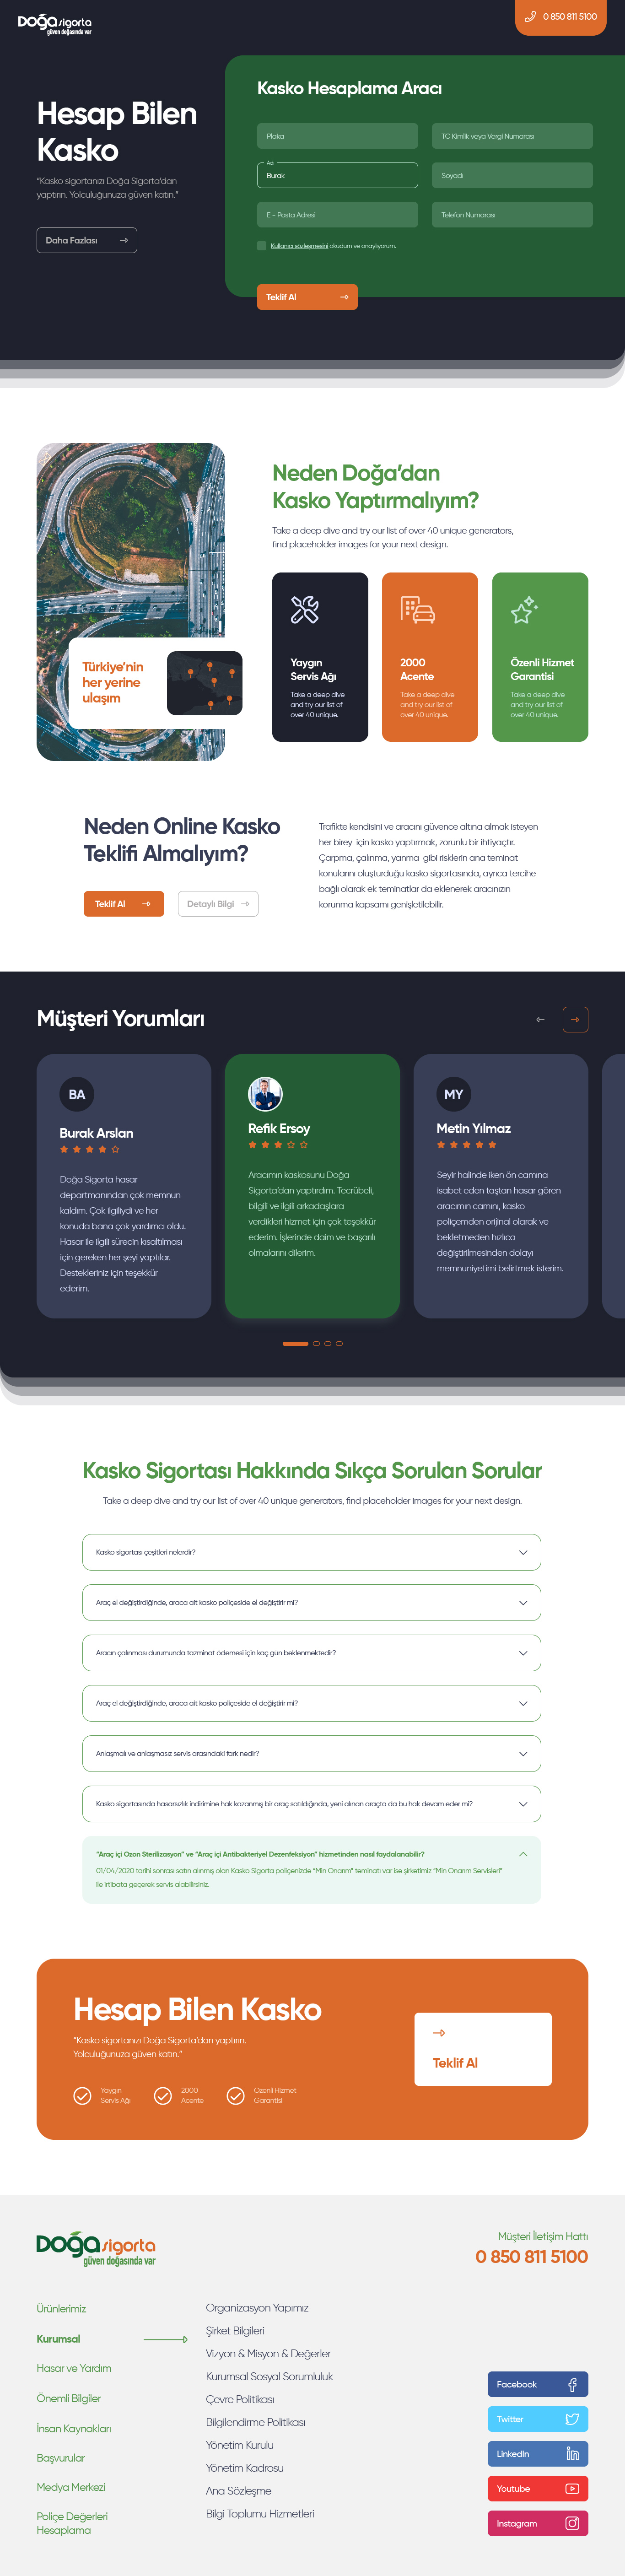 DOĞA sigorta
güven doğasında var
0 850 811 5100
Hesap Bilen
Kasko
“Kasko sigortanızı Doğa Sigorta’dan
yaptırın. Yolculuğunuza güven katın.”
Daha Fazlası
Kasko Hesaplama Aracı
Plaka
TC Kimlik veya Vergi Numarası
Adı
Burak
Soyadı
E - Posta Adresi
Telefon Numarası
Kullanıcı sözleşmesini okudum ve onaylıyorum.
Teklif Al
Neden Doğa’dan
Kasko Yaptırmalıyım?
Take a deep dive and try our list of over 40 unique generators,
find placeholder images for your next design.
Türkiye’nin
her yerine
ulaşım
Yaygın
Servis Ağı
Take a deep dive
and try our list of
over 40 unique.
2000
Acente
Take a deep dive
and try our list of
over 40 unique.
Özenli Hizmet
Garantisi
Take a deep dive
and try our list of
over 40 unique.
Neden Online Kasko
Teklifi Almalıyım?
Teklif Al
Detaylı Bilgi
Trafikte kendisini ve aracını güvence altına almak isteyen
her birey için kasko yaptırmak, zorunlu bir ihtiyaçtır.
Çarpma, çalınma, yanma gibi risklerin ana teminat
konularını oluşturduğu kasko sigortasında, ayrıca tercihe
bağlı olarak ek teminatlar da eklenerek aracınızın
korunma kapsamı genişletilebilir.
Müşteri Yorumları
BA
Burak Arslan
Doğa Sigorta hasar
departmanından çok memnun
kaldım. Çok ilgiliydi ve her
konuda bana çok yardımcı oldu.
Hasar ile ilgili sürecin kısaltılması
için gereken her şeyi yaptılar.
Destekleriniz için teşekkür
ederim.
Refik Ersoy
Aracımın kaskosunu Doğa
Sigorta’dan yaptırdım. Tecrübeli,
bilgili ve ilgili arkadaşlara
verdikleri hizmet için çok teşekkür
ederim. İşlerinde daim ve başarılı
olmalarını dilerim.
MY
Metin Yılmaz
Seyir halinde iken ön camına
isabet eden taştan hasar gören
aracımın camını, kasko
poliçemden orijinal olarak ve
bekletmeden hızlıca
değiştirilmesinden dolayı
memnuniyetimi belirtmek isterim.
Kasko Sigortası Hakkında Sıkça Sorulan Sorular
Take a deep dive and try our list of over 40 unique generators, find placeholder images for your next design.
Kasko sigortası çeşitleri nelerdir?
Araç el değiştirdiğinde, araca ait kasko poliçeside el değiştirir mi?
Aracın çalınması durumunda tazminat ödemesi için kaç gün beklenmektedir?
Araç el değiştirdiğinde, araca ait kasko poliçeside el değiştirir mi?
Anlaşmalı ve anlaşmasız servis arasındaki fark nedir?
Kasko sigortasında hasarsızlık indirimine hak kazanmış bir araç satıldığında, yeni alınan araçta da bu hak devam eder mi?
“Araç içi Ozon Sterilizasyon” ve “Araç içi Antibakteriyel Dezenfeksiyon” hizmetinden nasıl faydalanabilir?
01/04/2020 tarihi sonrası satın alınmış olan Kasko Sigorta poliçenizde “Min Onarım” teminatı var ise şirketimiz “Min Onarım Servisleri”
ile irtibata geçerek servis alabilirsiniz.
Hesap Bilen Kasko
“Kasko sigortanızı Doğa Sigorta’dan yaptırın.
Yolculuğunuza güven katın.”
Yaygın
Servis Ağı
2000
Acente
Özenli Hizmet
Garantisi
Teklif Al
DOĞA sigorta
güven doğasında var
Müşteri İletişim Hattı
0 850 811 5100
Ürünlerimiz
Kurumsal
Hasar ve Yardım
Önemli Bilgiler
İnsan Kaynakları
Başvurular
Medya Merkezi
Poliçe Değerleri
Hesaplama
Organizasyon Yapımız
Şirket Bilgileri
Vizyon & Misyon & Değerler
Kurumsal Sosyal Sorumluluk
Çevre Politikası
Bilgilendirme Politikası
Yönetim Kurulu
Yönetim Kadrosu
Ana Sözleşme
Bilgi Toplumu Hizmetleri
Facebook
Twitter
LinkedIn
Youtube
Instagram